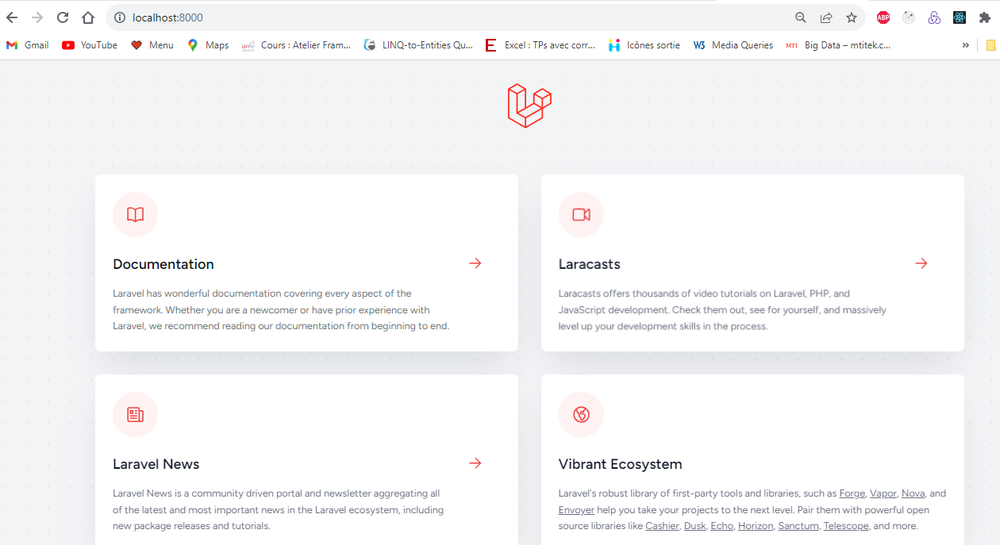 localhost:8000
ABP
Gmail YouTube Menu Maps Cours : Atelier Fram... LINQ-to-Entities Qu... E Excel : TPs avec corr... Icônes sortie W3 Media Queries MTI Big Data – mtitek.c... »
Documentation
Laravel has wonderful documentation covering every aspect of the
framework. Whether you are a newcomer or have prior experience with
Laravel, we recommend reading our documentation from beginning to end.
Laracasts
Laracasts offers thousands of video tutorials on Laravel, PHP, and
JavaScript development. Check them out, see for yourself, and massively
level up your development skills in the process.
Laravel News
Laravel News is a community driven portal and newsletter aggregating all
of the latest and most important news in the Laravel ecosystem, including
new package releases and tutorials.
Vibrant Ecosystem
Laravel's robust library of first-party tools and libraries, such as Forge, Vapor, Nova, and
Envoyer help you take your projects to the next level. Pair them with powerful open
source libraries like Cashier, Dusk, Echo, Horizon, Sanctum, Telescope, and more.